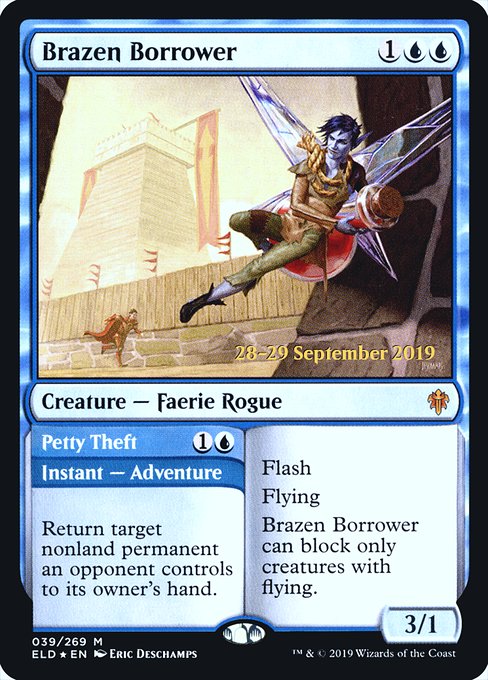 Brazen Borrower 1
28–29 September 2019
Creature — Faerie Rogue
Petty Theft 1
Instant — Adventure
Return target
nonland permanent
an opponent controls
to its owner's hand.
Flash
Flying
Brazen Borrower
can block only
creatures with
flying.
3/1
039/269 M
ELD ★ EN Eric Deschamps
™ & © 2019 Wizards of the Coast